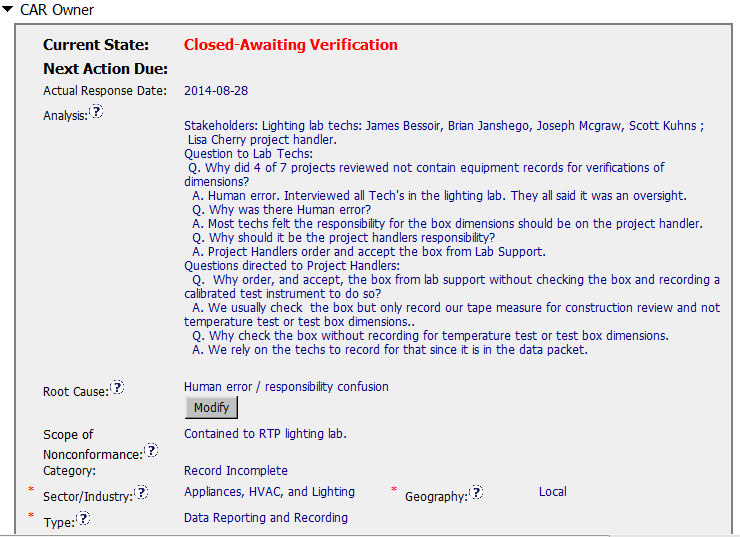 CAR Owner
Current State: Closed-Awaiting Verification
Next Action Due:
Actual Response Date: 2014-08-28
Analysis:?
Stakeholders: Lighting lab techs: James Bessoir, Brian Janshego, Joseph Mcgraw, Scott Kuhns ;
Lisa Cherry project handler.
Question to Lab Techs:
Q. Why did 4 of 7 projects reviewed not contain equipment records for verifications of
dimensions?
A. Human error. Interviewed all Tech's in the lighting lab. They all said it was an oversight.
Q. Why was there Human error?
A. Most techs felt the responsibility for the box dimensions should be on the project handler.
Q. Why should it be the project handlers responsibility?
A. Project Handlers order and accept the box from Lab Support.
Questions directed to Project Handlers:
Q. Why order, and accept, the box from lab support without checking the box and recording a
calibrated test instrument to do so?
A. We usually check the box but only record our tape measure for construction review and not
temperature test or test box dimensions..
Q. Why check the box without recording for temperature test or test box dimensions.
A. We rely on the techs to record for that since it is in the data packet.
Root Cause:? Human error / responsibility confusion
Modify
Scope of Contained to RTP lighting lab.
Nonconformance:?
Category: Record Incomplete
* Sector/Industry:? Appliances, HVAC, and Lighting * Geography:? Local
* Type:? Data Reporting and Recording